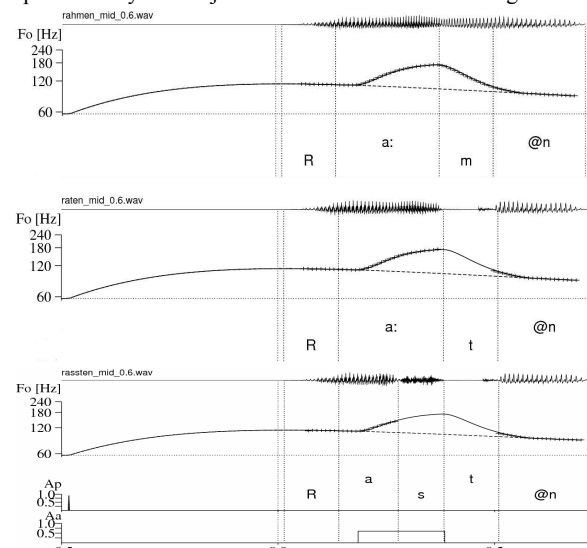 rahmen_mid_0.6.wav
Fo [Hz]
240
180
120
60
a: @n
R m
raten_mid_0.6.wav
Fo [Hz]
240
180
120
60
a: @n
R t
rassten_mid_0.6.wav
Fo [Hz]
240
180
120
60
a t
Ap
R s @n
1.0
0.5
Aa
1.0
0.5